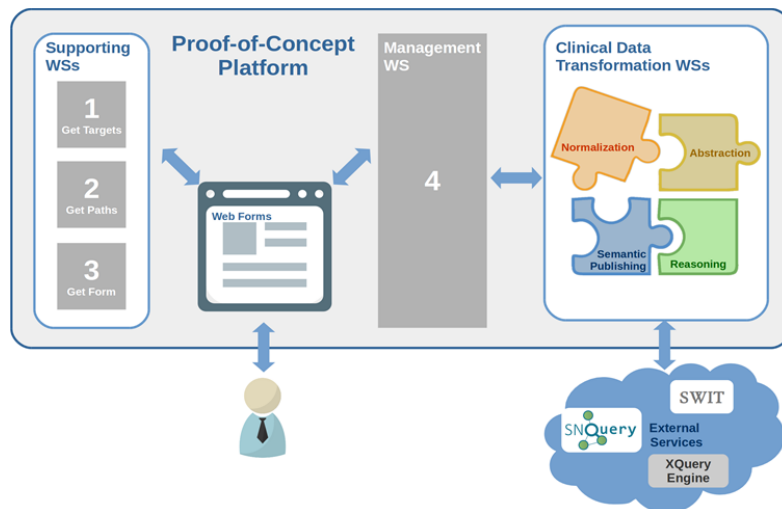 Supporting
WSs
1
Get Targets
2
Get Paths
3
Get Form
Proof-of-Concept
Platform
Web Forms
Management
WS
4
Clinical Data
Transformation WSs
Normalization
Abstraction
Semantic
Publishing
Reasoning
SWIT
SNQuery
External
Services
XQuery
Engine